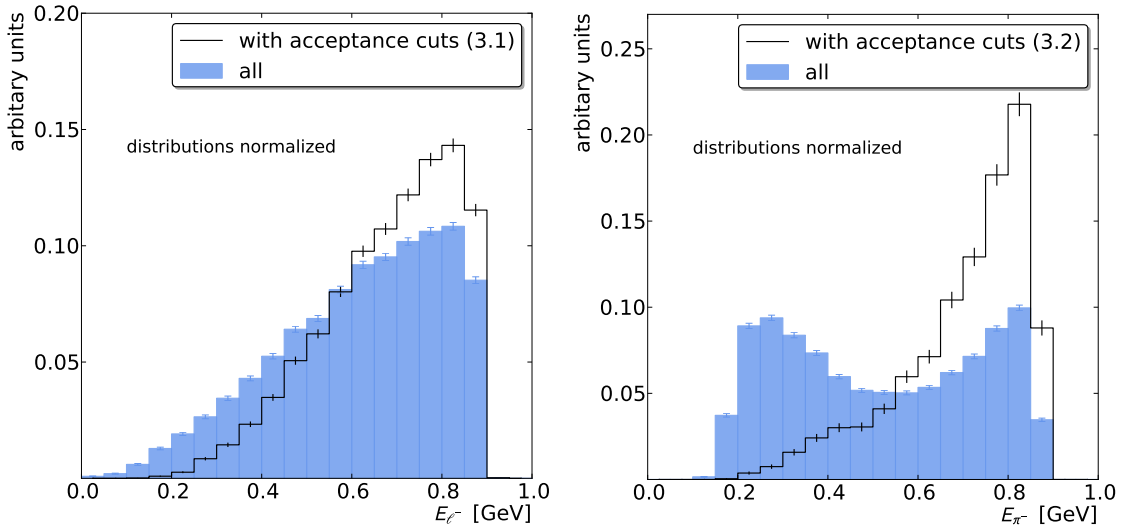 0.20
0.15
0.10
0.05
arbitary units
with acceptance cuts (3.1)
all
distributions normalized
0.0 0.2 0.4 0.6 0.8 1.0
E_ℓ⁻ [GeV]
0.25
0.20
0.15
0.10
0.05
arbitary units
with acceptance cuts (3.2)
all
distributions normalized
0.0 0.2 0.4 0.6 0.8 1.0
E_π⁻ [GeV]